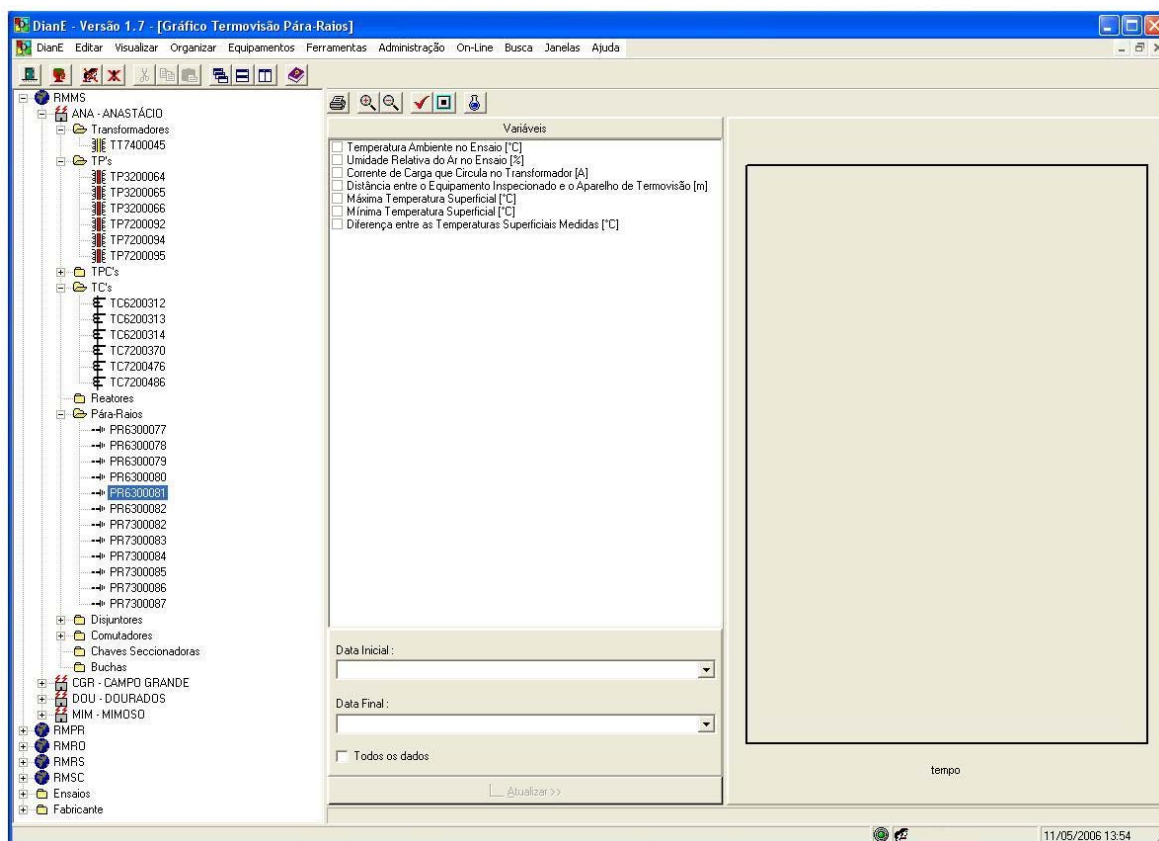 DianE - Versão 1.7 - [Gráfico Termovisão Pára-Raios]
DianE Editar Visualizar Organizar Equipamentos Ferramentas Administração On-Line Busca Janelas Ajuda
RMMS
ANA - ANASTÁCIO
Transformadores
TT7400045
TP's
TP3200064
TP3200065
TP3200066
TP7200092
TP7200094
TP7200095
TPC's
TC's
TC6200312
TC6200313
TC6200314
TC7200370
TC7200476
TC7200486
Reatores
Pára-Raios
PR6300077
PR6300078
PR6300079
PR6300080
PR6300081
PR6300082
PR7300082
PR7300083
PR7300084
PR7300085
PR7300086
PR7300087
Disjuntores
Comutadores
Chaves Seccionadoras
Buchas
CGR - CAMPO GRANDE
DOU - DOURADOS
MIM - MIMOSO
RMPR
RMRO
RMRS
RMSC
Ensaios
Fabricante
Variáveis
Temperatura Ambiente no Ensaio [°C]
Umidade Relativa do Ar no Ensaio [%]
Corrente de Carga que Circula no Transformador [A]
Distância entre o Equipamento Inspecionado e o Aparelho de Termovisão [m]
Máxima Temperatura Superficial [°C]
Mínima Temperatura Superficial [°C]
Diferença entre as Temperaturas Superficiais Medidas [°C]
Data Inicial :
Data Final :
Todos os dados
Atualizar >>
tempo
11/05/2006 13:54